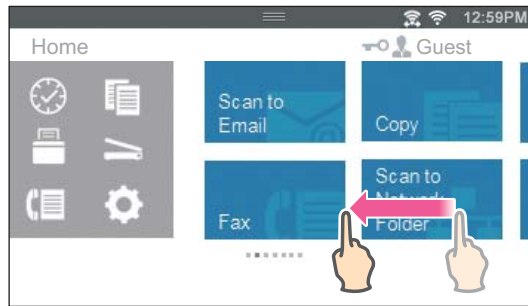 12:59PM
Home
Guest
Scan to
Email
Copy
Fax
Scan to
Network
Folder